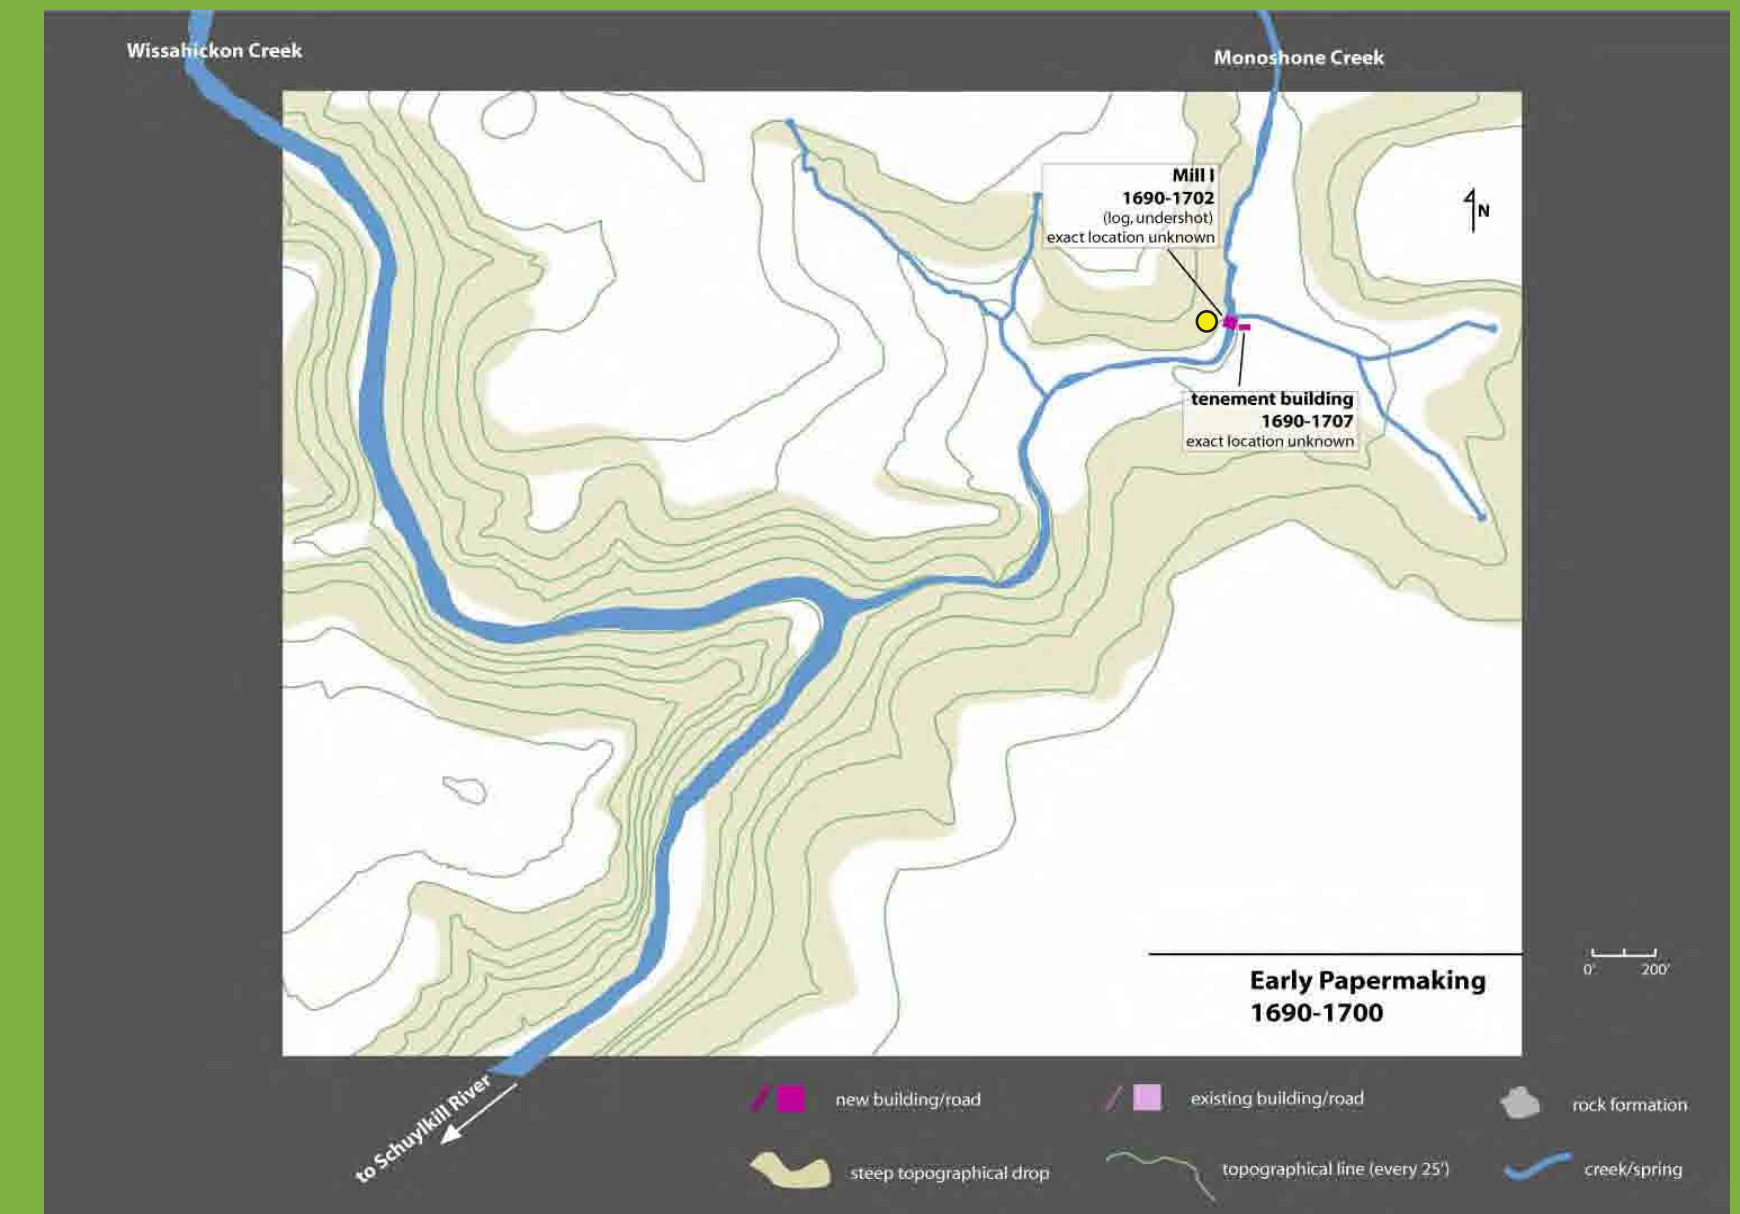 Wissahickon Creek
Monoshone Creek
Mill I
1690-1702
(log, undershot)
exact location unknown
N
tenement building
1690-1707
exact location unknown
0'
200'
Early Papermaking
1690-1700
to Schuylkill River
new building/road
existing building/road
rock formation
steep topographical drop
topographical line (every 25')
creek/spring